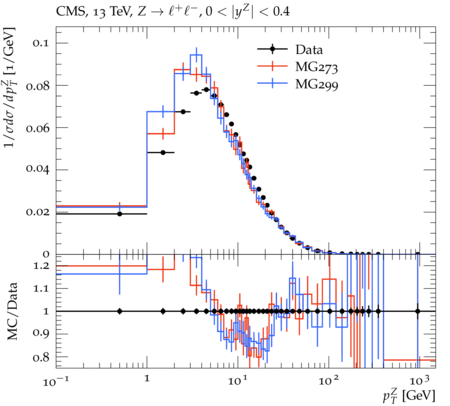 CMS, 13 TeV, Z → ℓ⁺ℓ⁻, 0 < |y^Z| < 0.4
1/σdσ/dp_T^Z [1/GeV]
0.1
0.08
0.06
0.04
0.02
0
Data
MG273
MG299
MC/Data
1.2
1.1
1
0.9
0.8
10⁻¹ 1 10¹ 10² 10³
p_T^Z [GeV]